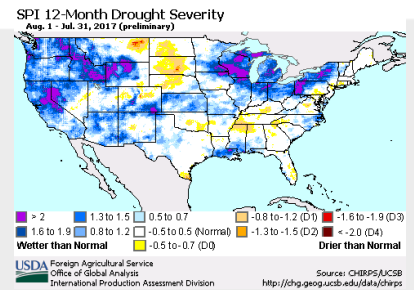 SPI 12-Month Drought Severity
Aug. 1 - Jul. 31, 2017 (preliminary)
> 2
1.3 to 1.5
0.5 to 0.7
-0.8 to -1.2 (D1)
-1.6 to -1.9 (D3)
1.6 to 1.9
0.8 to 1.2
-0.5 to 0.5 (Normal)
-1.3 to -1.5 (D2)
< -2.0 (D4)
Wetter than Normal
-0.5 to -0.7 (D0)
Drier than Normal
USDA
Foreign Agricultural Service
Office of Global Analysis
International Production Assessment Division
Source: CHIRPS/UCSB
http://chg.geog.ucsb.edu/data/chirps